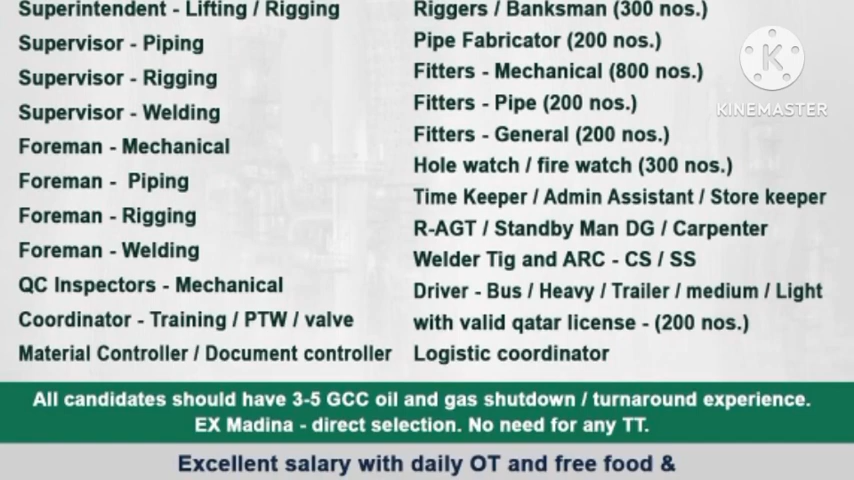 Superintendent - Lifting / Rigging
Supervisor - Piping
Supervisor - Rigging
Supervisor - Welding
Foreman - Mechanical
Foreman - Piping
Foreman - Rigging
Foreman - Welding
QC Inspectors - Mechanical
Coordinator - Training / PTW / valve
Material Controller / Document controller
Riggers / Banksman (300 nos.)
Pipe Fabricator (200 nos.)
Fitters - Mechanical (800 nos.)
Fitters - Pipe (200 nos.)
Fitters - General (200 nos.)
Hole watch / fire watch (300 nos.)
Time Keeper / Admin Assistant / Store keeper
R-AGT / Standby Man DG / Carpenter
Welder Tig and ARC - CS / SS
Driver - Bus / Heavy / Trailer / medium / Light
with valid qatar license - (200 nos.)
Logistic coordinator
K
KINEMASTER
All candidates should have 3-5 GCC oil and gas shutdown / turnaround experience.
EX Madina - direct selection. No need for any TT.
Excellent salary with daily OT and free food &